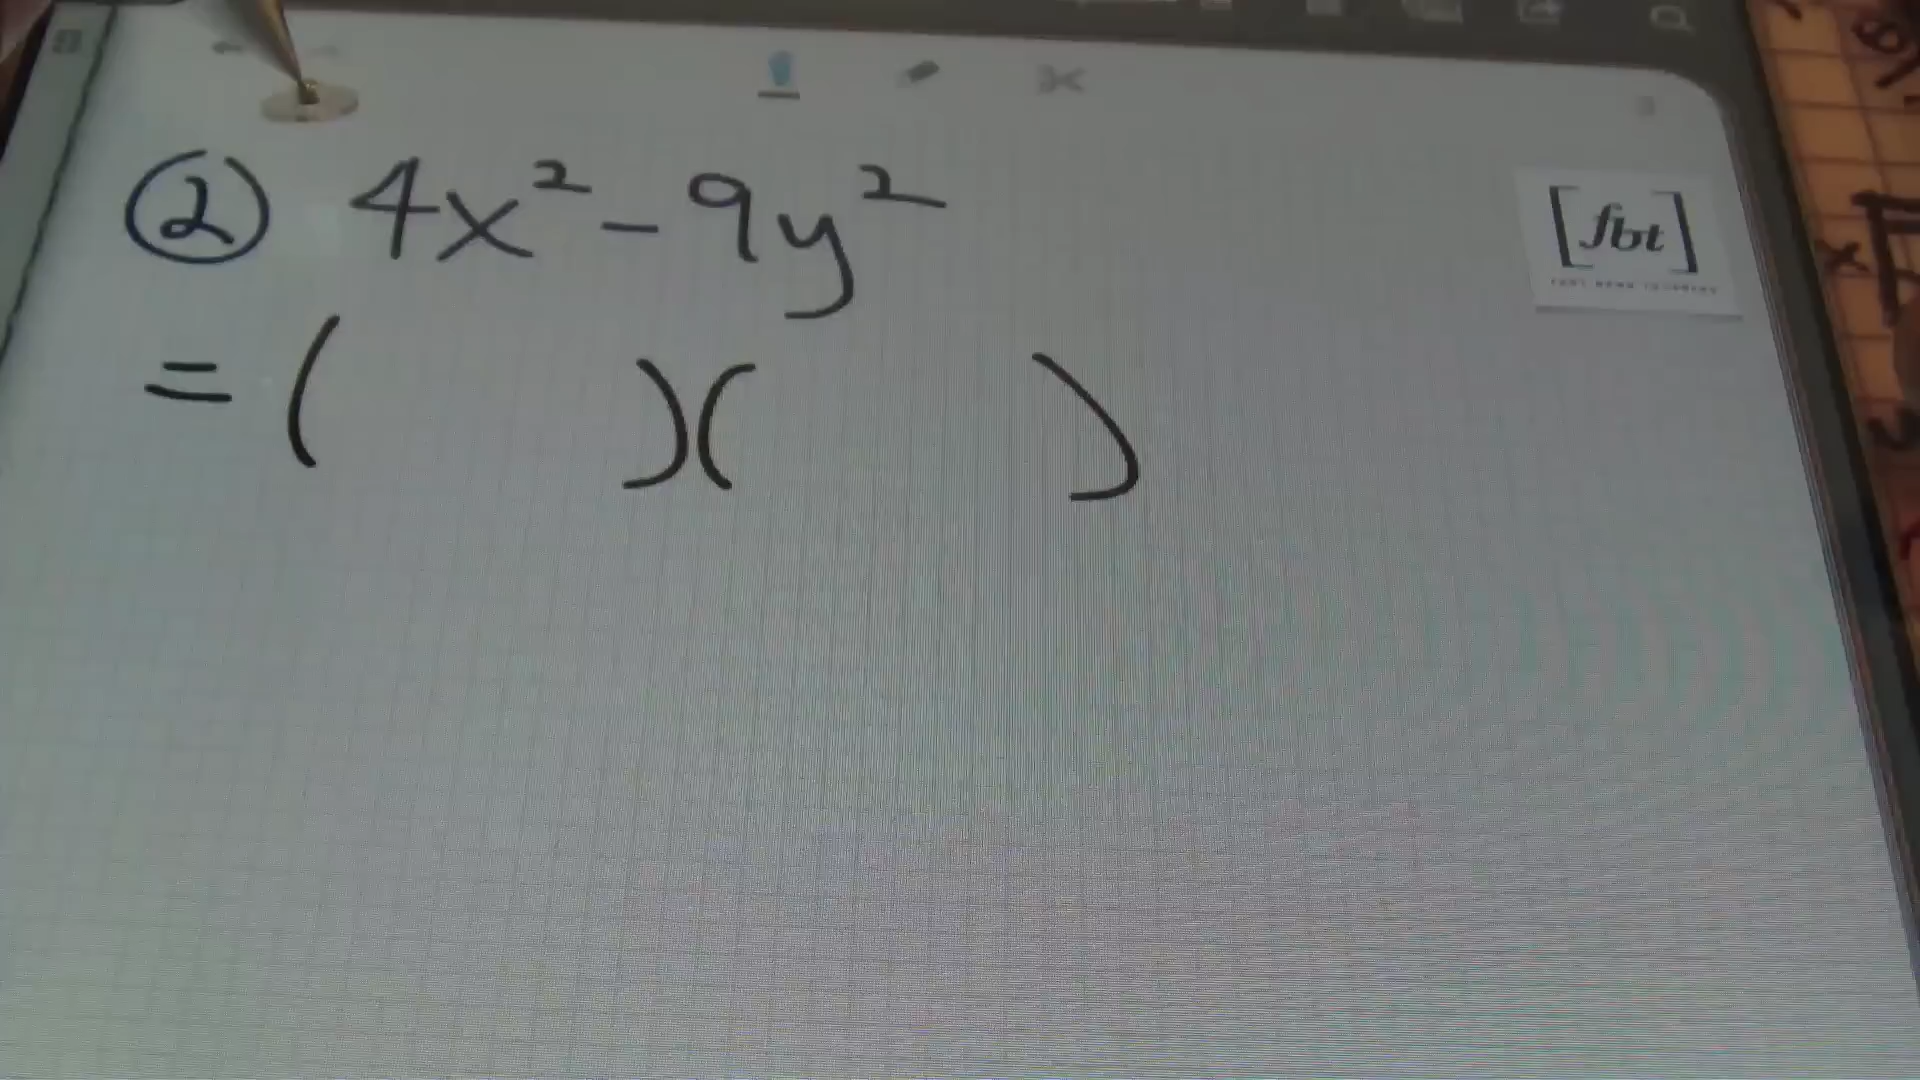 ② 4x² - 9y²
= ( )( )
[fbt]